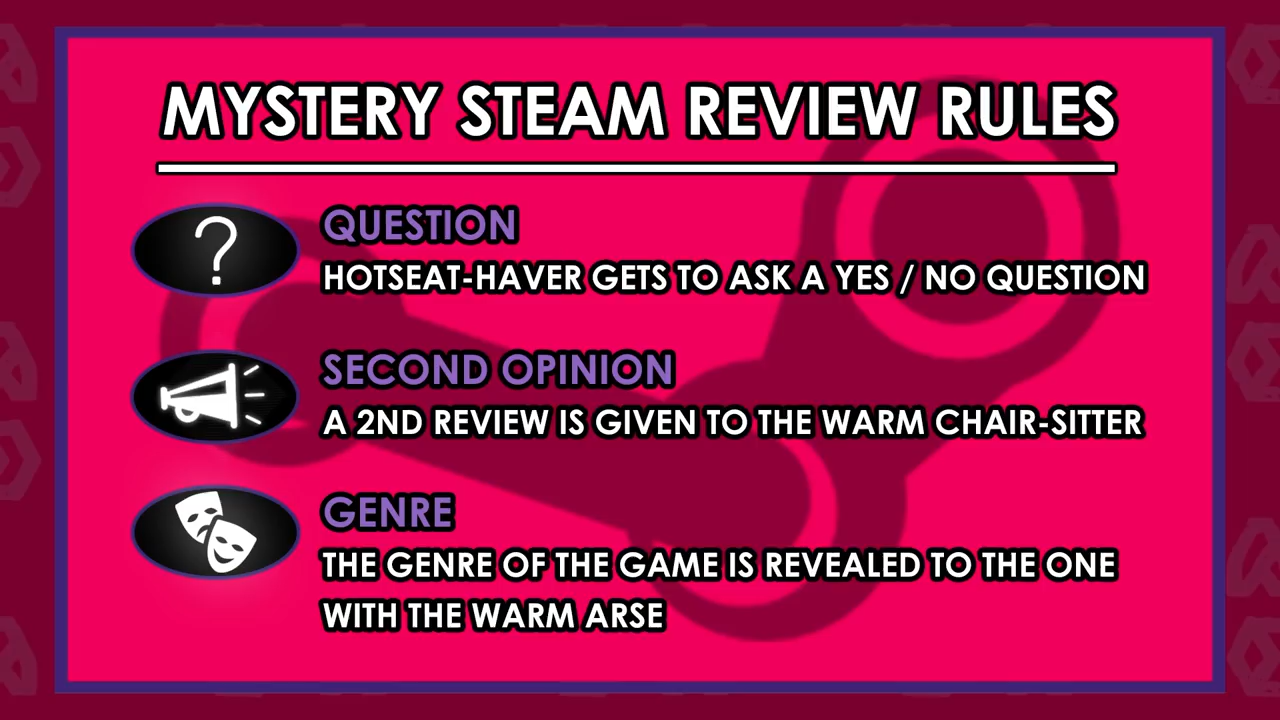 MYSTERY STEAM REVIEW RULES
?
QUESTION
HOTSEAT-HAVER GETS TO ASK A YES / NO QUESTION
SECOND OPINION
A 2ND REVIEW IS GIVEN TO THE WARM CHAIR-SITTER
GENRE
THE GENRE OF THE GAME IS REVEALED TO THE ONE
WITH THE WARM ARSE